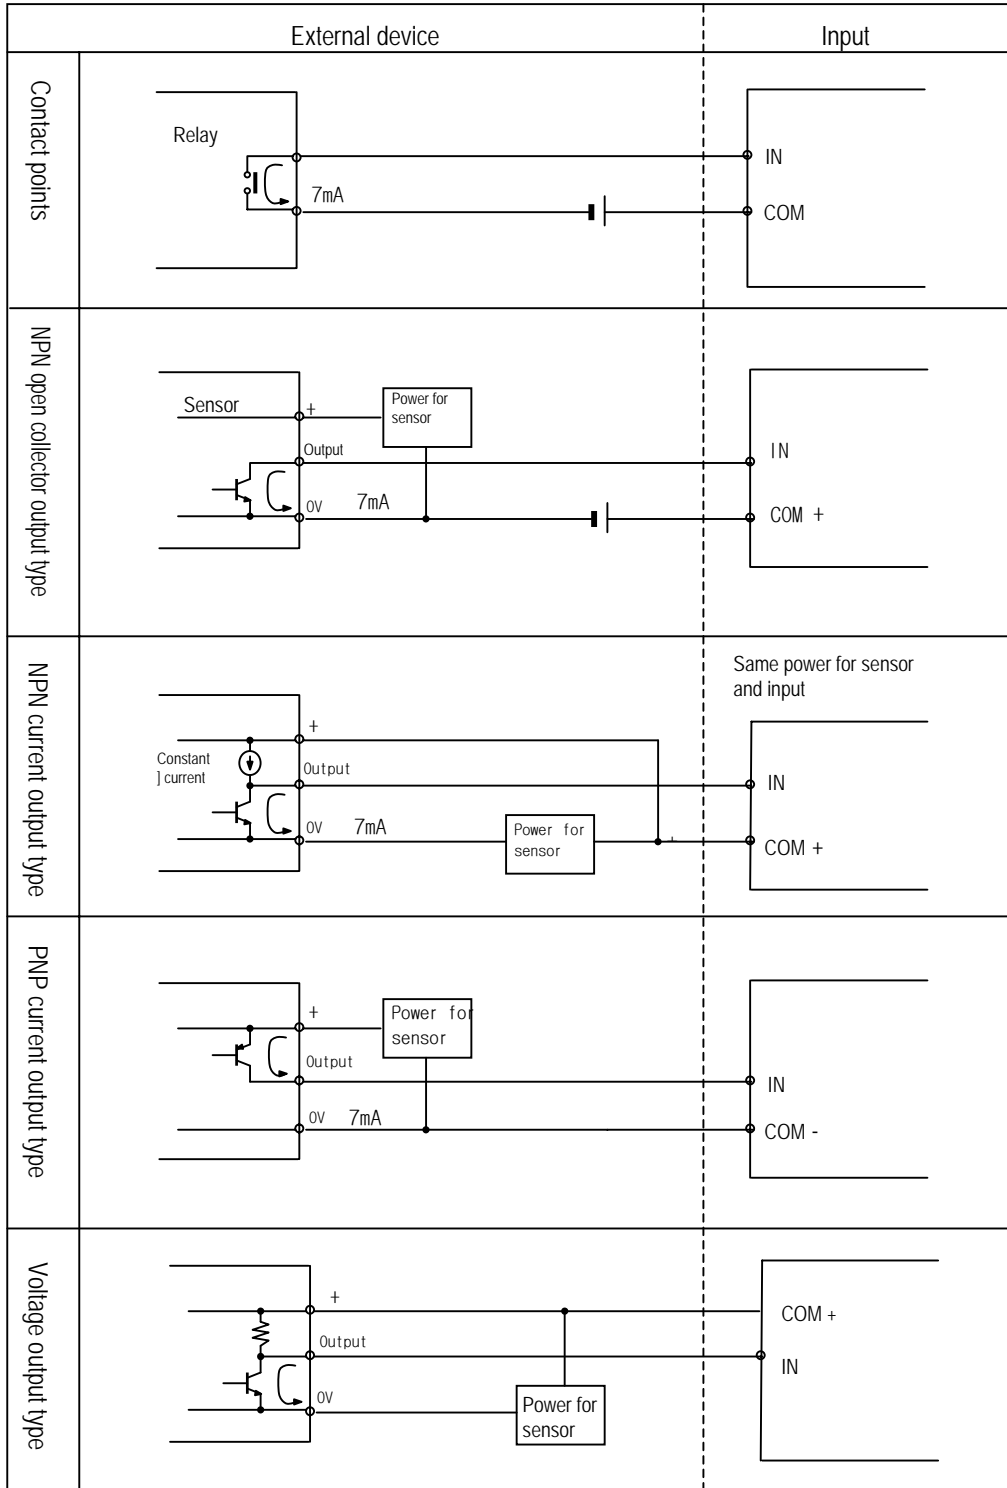 External device
Input
Contact points
Relay
7mA
IN
COM
NPN open collector output type
Sensor
+
Power for
sensor
Output
0V
7mA
IN
COM +
NPN current output type
Same power for sensor
and input
+
Constant
] current
Output
0V
7mA
Power for
sensor
+
IN
COM +
PNP current output type
+
Power for
sensor
Output
0V
7mA
IN
COM -
Voltage output type
+
Output
0V
Power for
sensor
COM +
IN